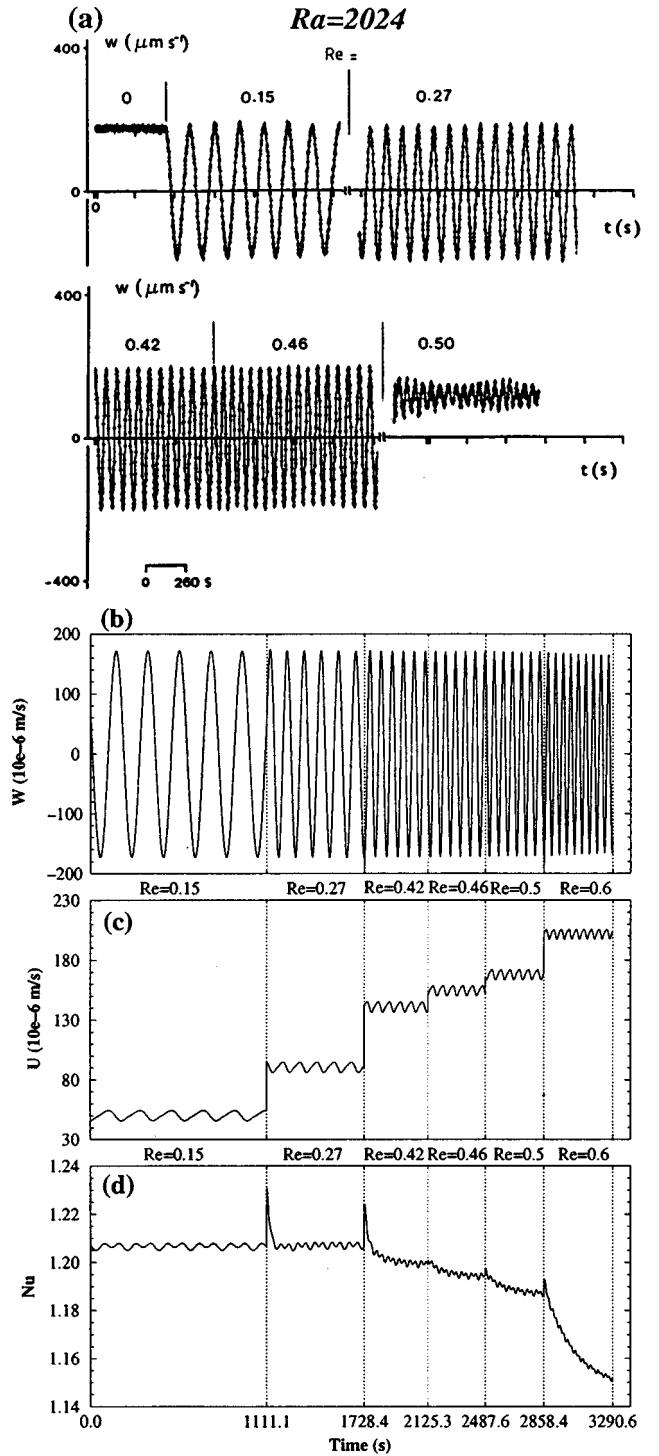 (a) Ra=2024
400 w (μm s⁻¹) Re =
0 0.15 0.27
0
0 t(s)
400 w (μm s⁻¹)
0.42 0.46 0.50
0
t(s)
-400 0 260 S
(b)
200
100
0
−100
−200
W (10e−6 m/s)
Re=0.15 Re=0.27 Re=0.42 Re=0.46 Re=0.5 Re=0.6
(c)
230
180
130
80
30
U (10e−6 m/s)
Re=0.15 Re=0.27 Re=0.42 Re=0.46 Re=0.5 Re=0.6
(d)
1.24
1.22
1.20
1.18
1.16
1.14
Nu
0.0 1111.1 1728.4 2125.3 2487.6 2858.4 3290.6
Time (s)